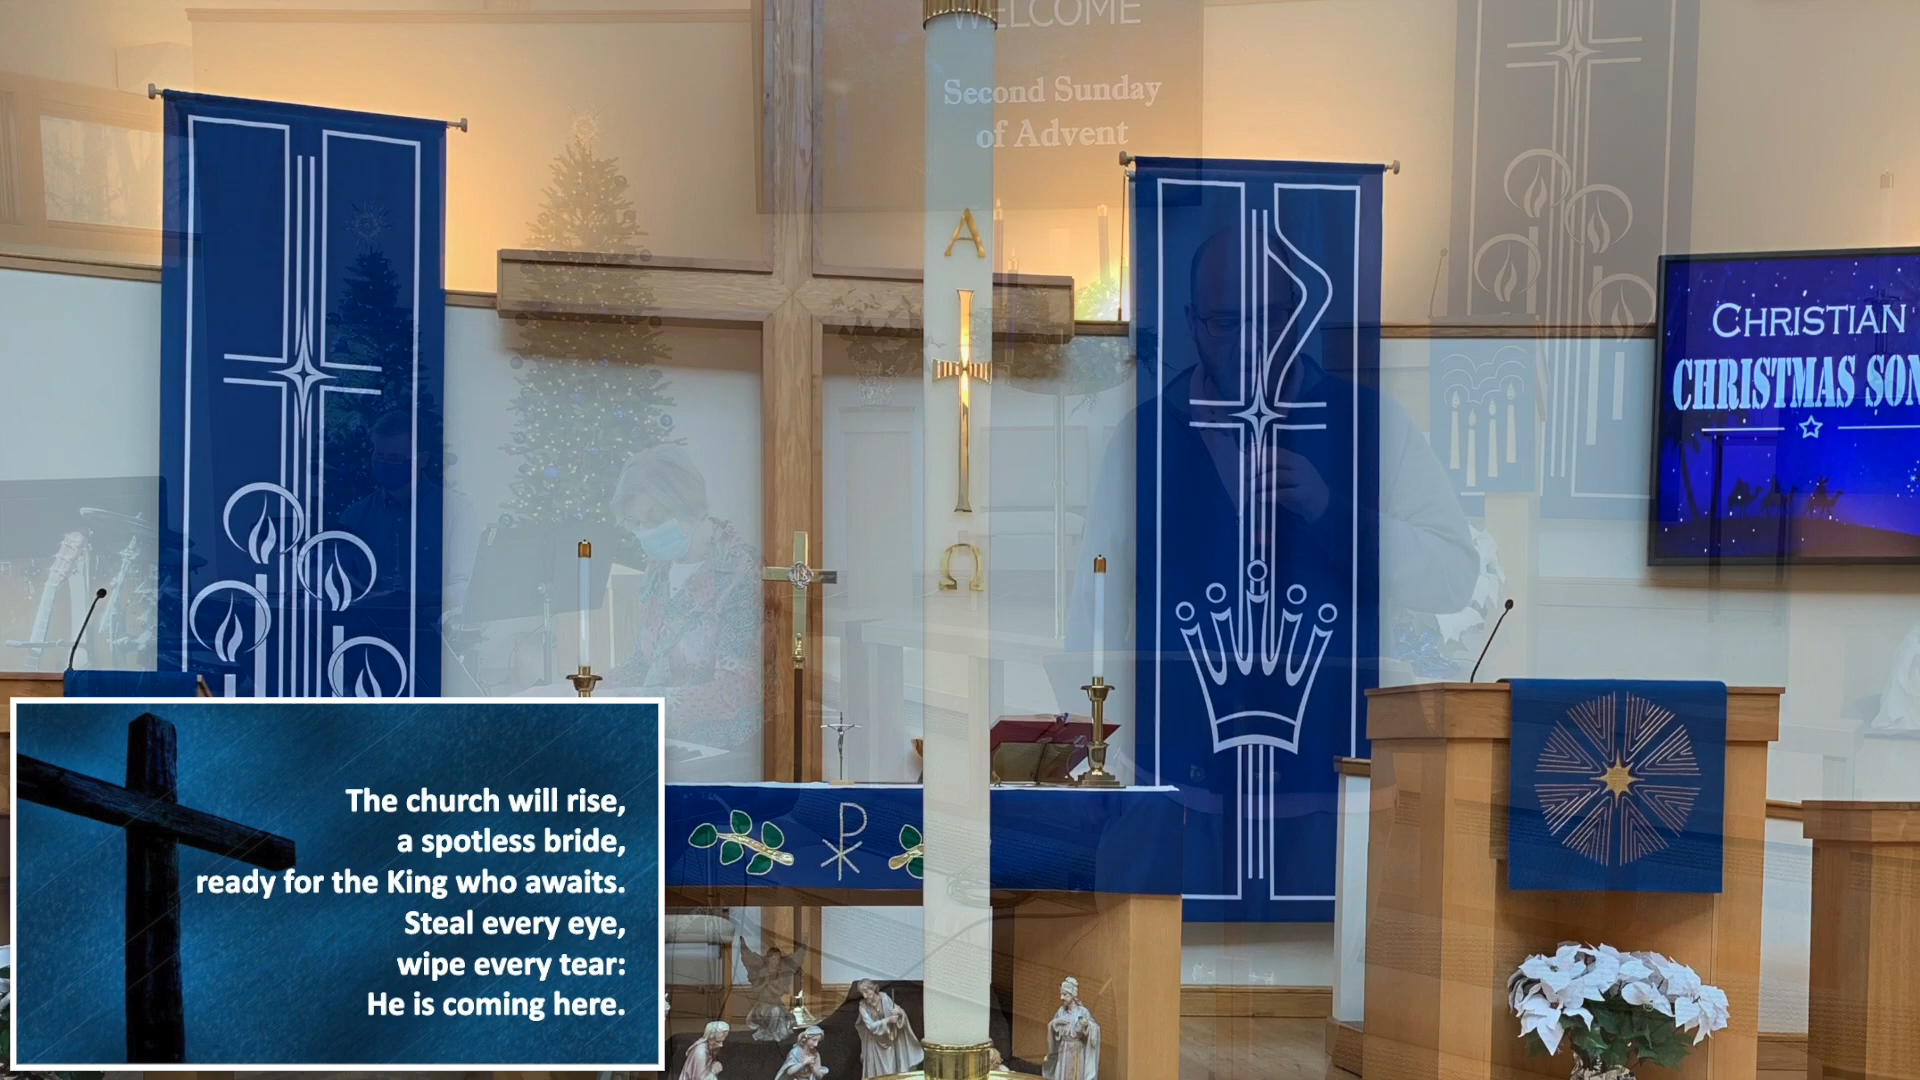 WELCOME
Second Sunday
of Advent
Α
Ω
CHRISTIAN
CHRISTMAS
The church will rise,
a spotless bride,
ready for the King who awaits.
Steal every eye,
wipe every tear:
He is coming here.